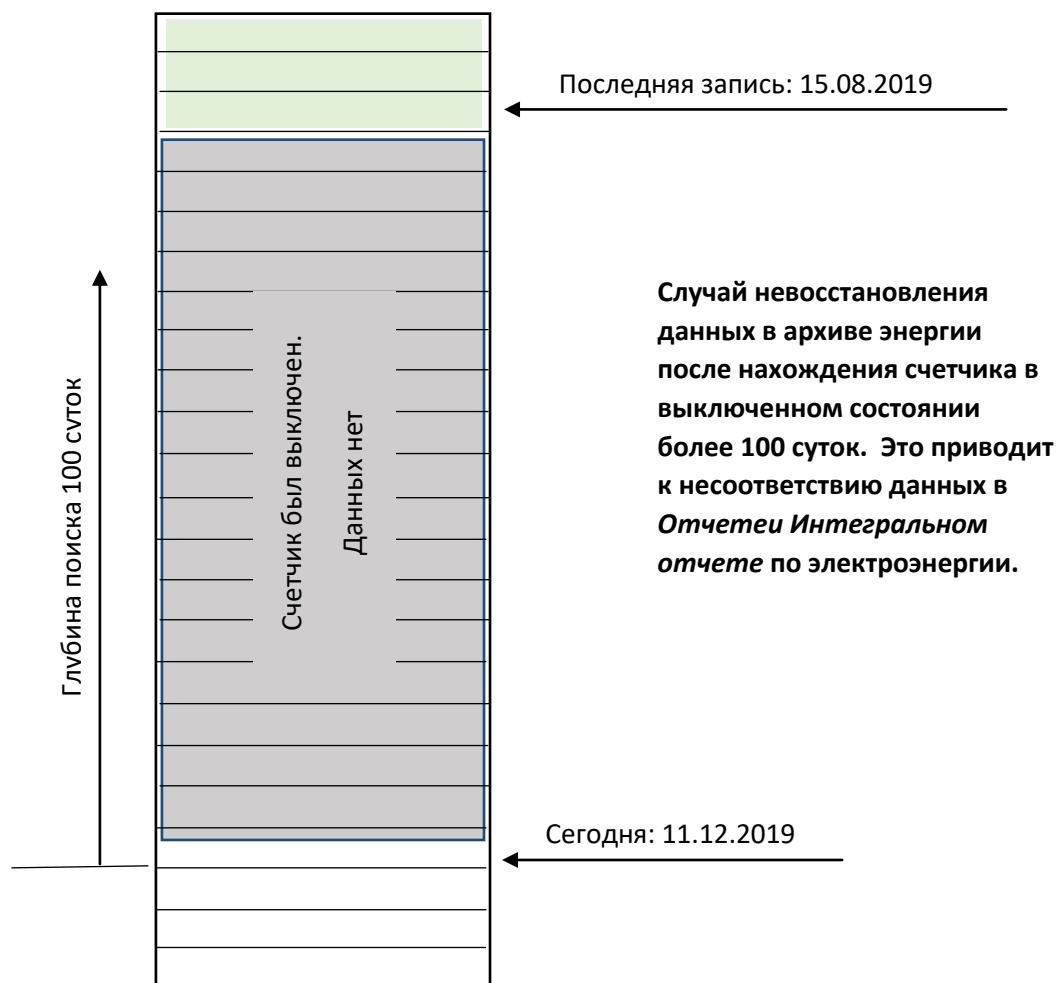 Последняя запись: 15.08.2019
Глубина поиска 100 суток
Счетчик был выключен.
Данных нет
Случай невосстановления
данных в архиве энергии
после нахождения счетчика в
выключенном состоянии
более 100 суток.  Это приводит
к несоответствию данных в
Отчетеи Интегральном
отчете по электроэнергии.
Сегодня: 11.12.2019